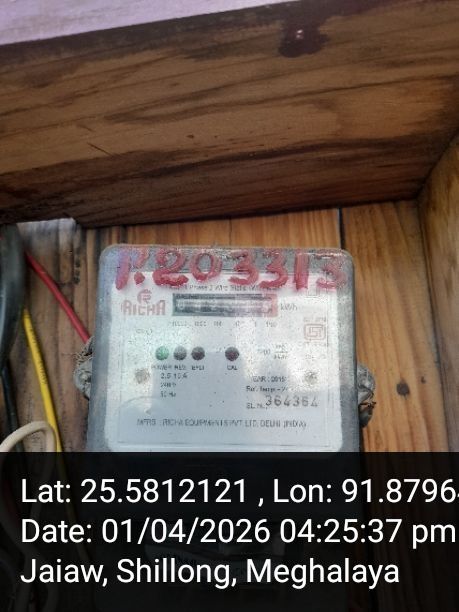 P.203313
RICHA
kWh
POWER REV. E/L CAL
2.5-10 A
240V
50 Hz
SL.No. 364364
MFRS : RICHA EQUIPMENTS PVT. LTD. DELHI (INDIA)
Lat: 25.5812121 , Lon: 91.8796
Date: 01/04/2026 04:25:37 pm
Jaiaw, Shillong, Meghalaya